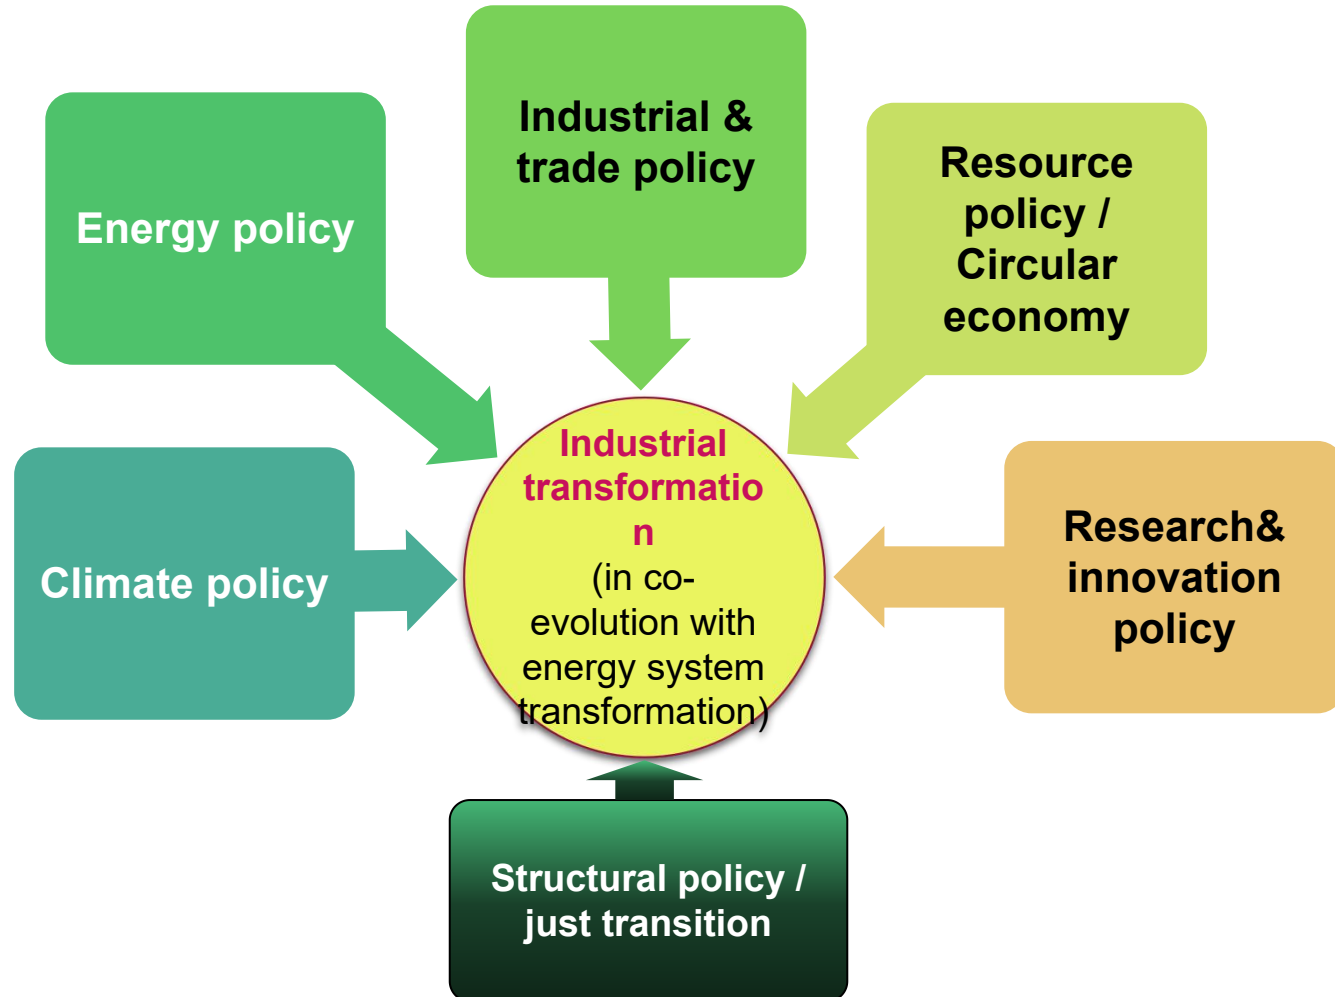 Industrial &
trade policy
Energy policy
Resource
policy /
Circular
economy
Industrial
transformatio
n
(in co-
evolution with
energy system
transformation)
Climate policy
Research&
innovation
policy
Structural policy /
just transition